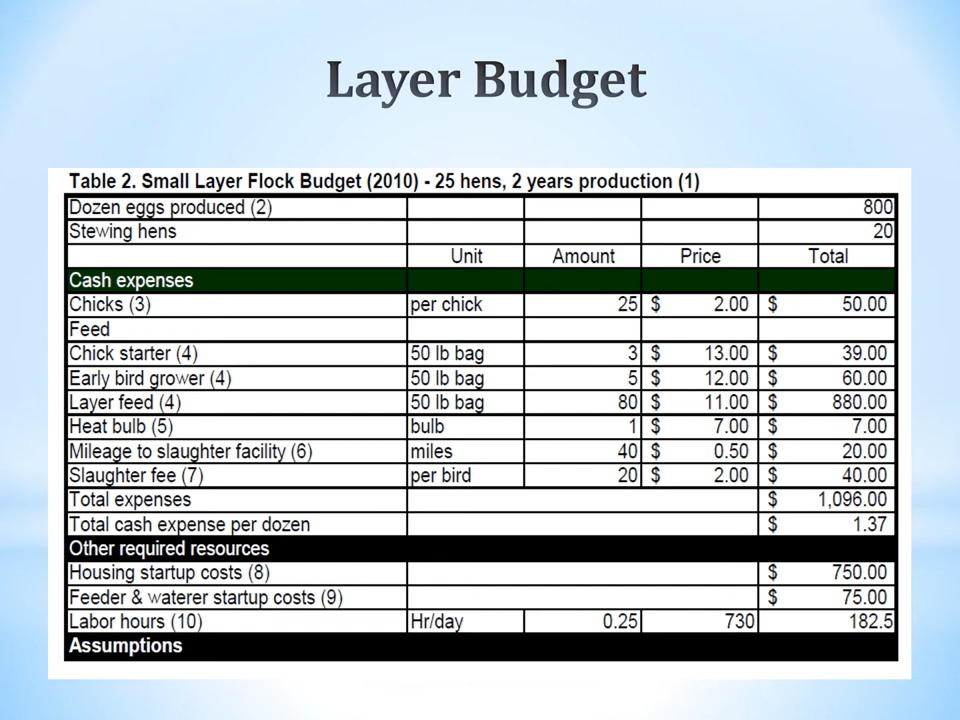 Layer Budget
Table 2. Small Layer Flock Budget (2010) - 25 hens, 2 years production (1)
Dozen eggs produced (2) 800
Stewing hens 20
Unit Amount Price Total
Cash expenses
Chicks (3) per chick 25 $ 2.00 $ 50.00
Feed
Chick starter (4) 50 lb bag 3 $ 13.00 $ 39.00
Early bird grower (4) 50 lb bag 5 $ 12.00 $ 60.00
Layer feed (4) 50 lb bag 80 $ 11.00 $ 880.00
Heat bulb (5) bulb 1 $ 7.00 $ 7.00
Mileage to slaughter facility (6) miles 40 $ 0.50 $ 20.00
Slaughter fee (7) per bird 20 $ 2.00 $ 40.00
Total expenses $ 1,096.00
Total cash expense per dozen $ 1.37
Other required resources
Housing startup costs (8) $ 750.00
Feeder & waterer startup costs (9) $ 75.00
Labor hours (10) Hr/day 0.25 730 182.5
Assumptions